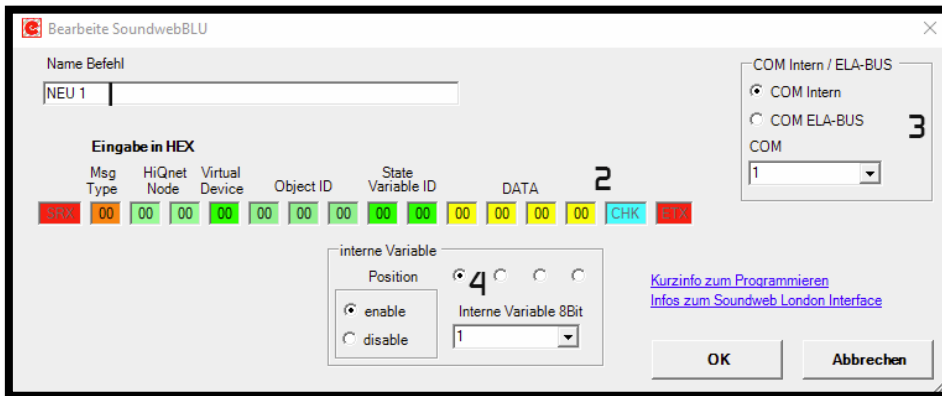 Bearbeite SoundwebBLU
Name Befehl
NEU 1
COM Intern / ELA-BUS
COM Intern
COM ELA-BUS
3
COM
1
Eingabe in HEX
Msg Type HiQnet Node Virtual Device Object ID State Variable ID DATA 2
SRX 00 00 00 00 00 00 00 00 00 00 00 00 00 CHK ETX
interne Variable
Position 4
enable
disable
Interne Variable 8Bit
1
Kurzinfo zum Programmieren
Infos zum Soundweb London Interface
OK Abbrechen